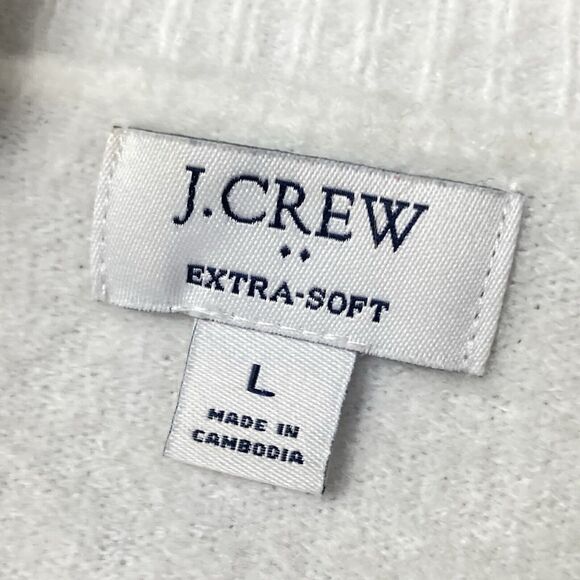 J.CREW
EXTRA-SOFT
L
MADE IN
CAMBODIA